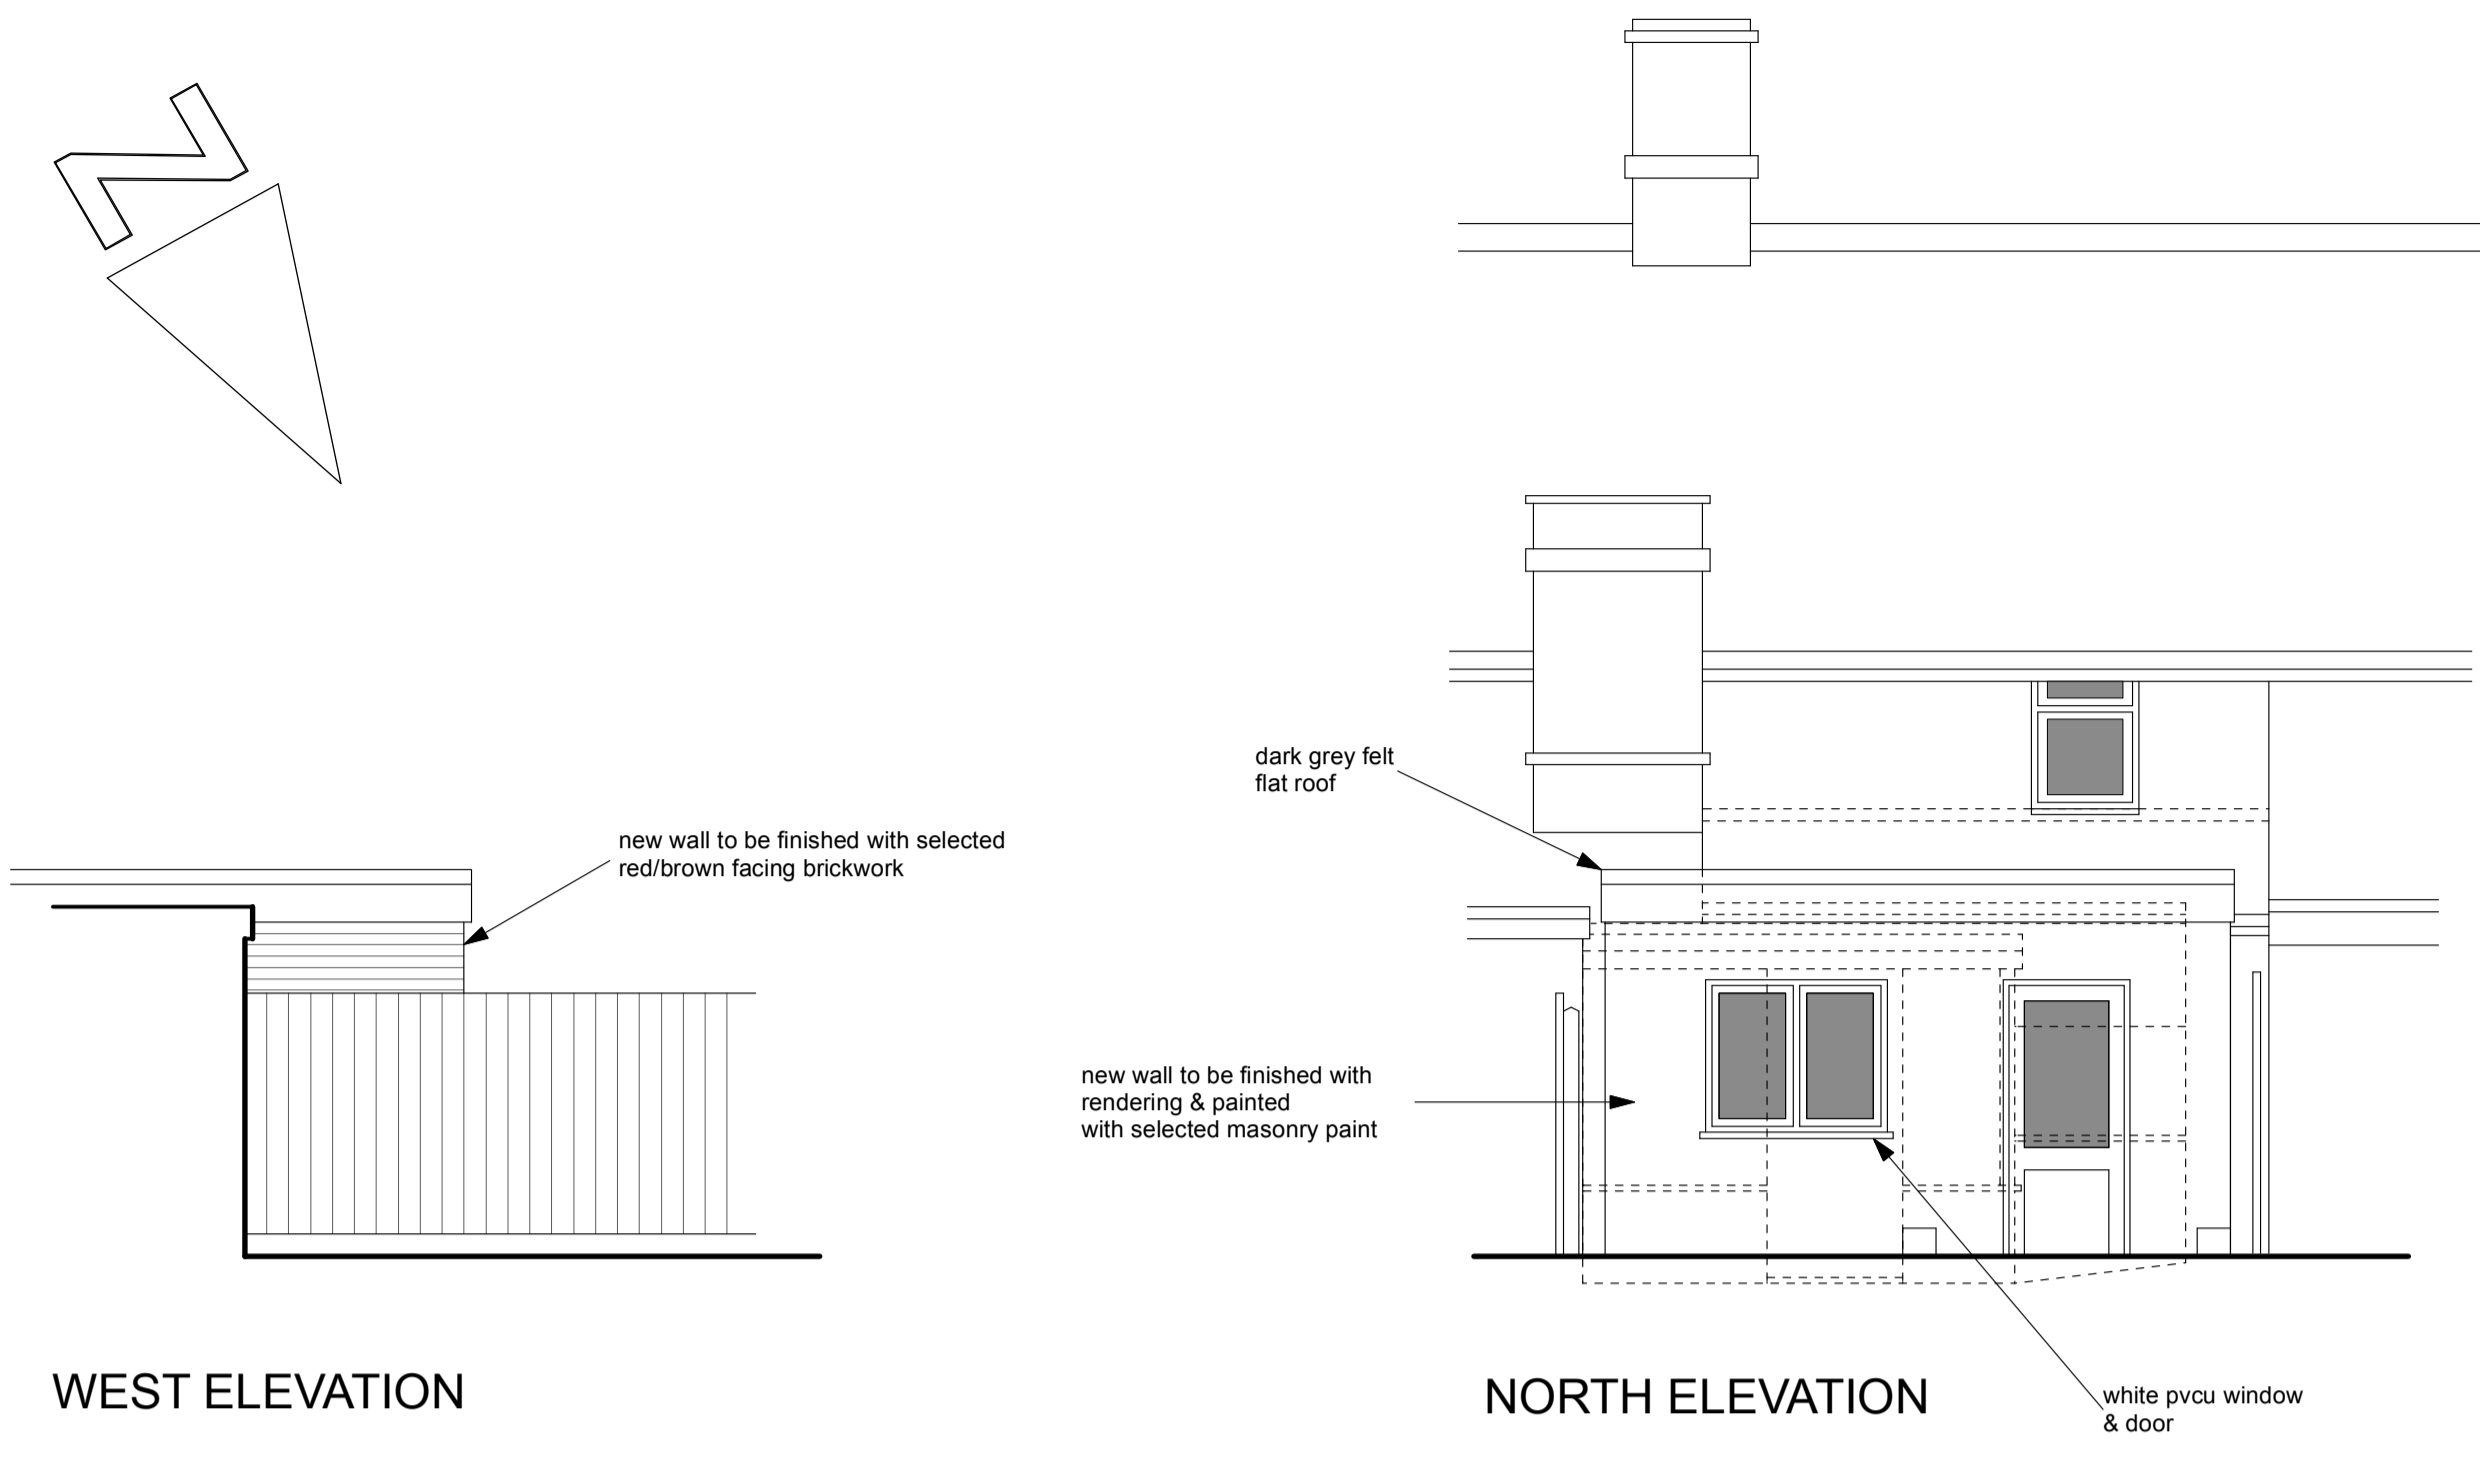 N
dark grey felt
flat roof
new wall to be finished with selected
red/brown facing brickwork
new wall to be finished with
rendering & painted
with selected masonry paint
WEST ELEVATION
NORTH ELEVATION
white pvcu window
& door